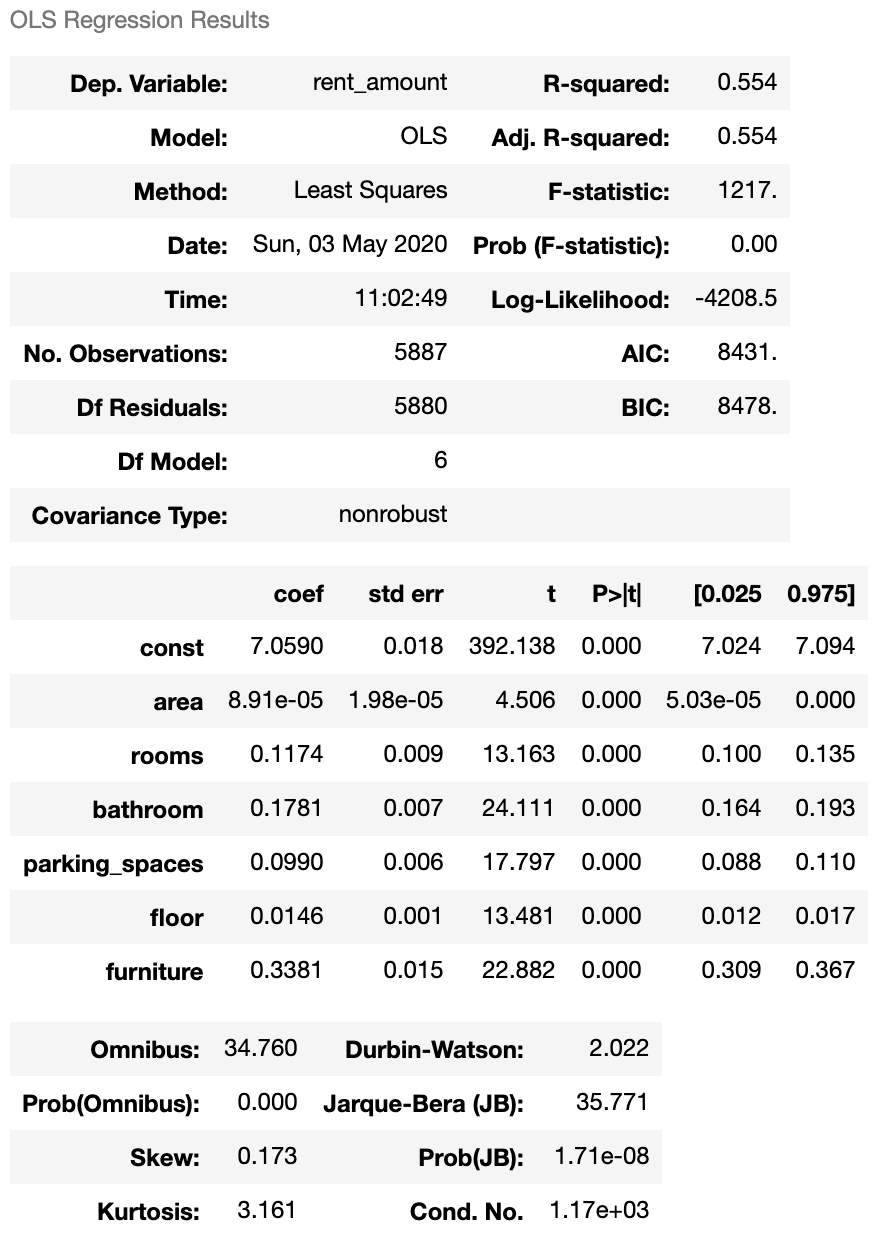 OLS Regression Results
Dep. Variable: rent_amount R-squared: 0.554
Model: OLS Adj. R-squared: 0.554
Method: Least Squares F-statistic: 1217.
Date: Sun, 03 May 2020 Prob (F-statistic): 0.00
Time: 11:02:49 Log-Likelihood: -4208.5
No. Observations: 5887 AIC: 8431.
Df Residuals: 5880 BIC: 8478.
Df Model: 6
Covariance Type: nonrobust
coef std err t P>|t| [0.025 0.975]
const 7.0590 0.018 392.138 0.000 7.024 7.094
area 8.91e-05 1.98e-05 4.506 0.000 5.03e-05 0.000
rooms 0.1174 0.009 13.163 0.000 0.100 0.135
bathroom 0.1781 0.007 24.111 0.000 0.164 0.193
parking_spaces 0.0990 0.006 17.797 0.000 0.088 0.110
floor 0.0146 0.001 13.481 0.000 0.012 0.017
furniture 0.3381 0.015 22.882 0.000 0.309 0.367
Omnibus: 34.760 Durbin-Watson: 2.022
Prob(Omnibus): 0.000 Jarque-Bera (JB): 35.771
Skew: 0.173 Prob(JB): 1.71e-08
Kurtosis: 3.161 Cond. No. 1.17e+03